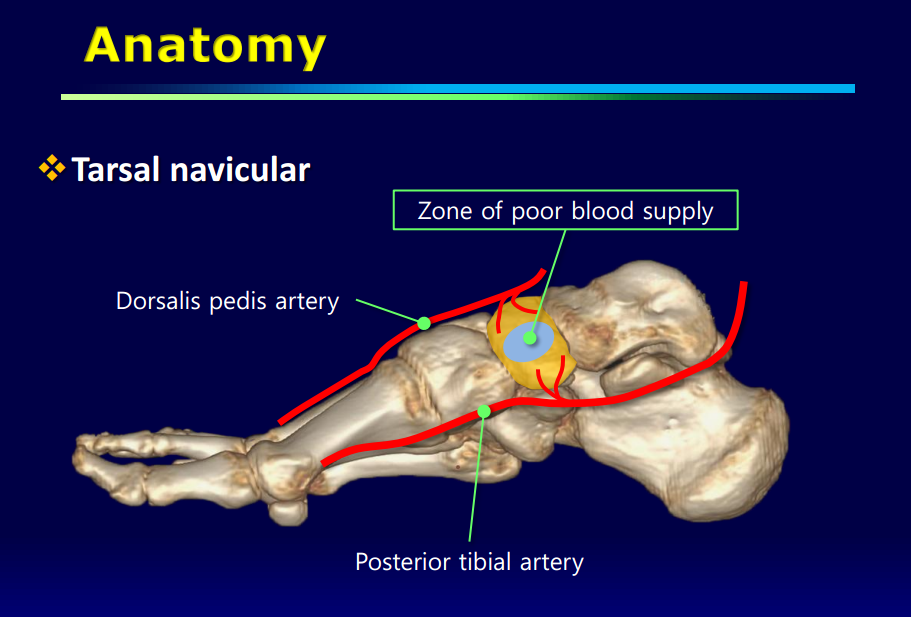 Anatomy
Tarsal navicular
Zone of poor blood supply
Dorsalis pedis artery
Posterior tibial artery